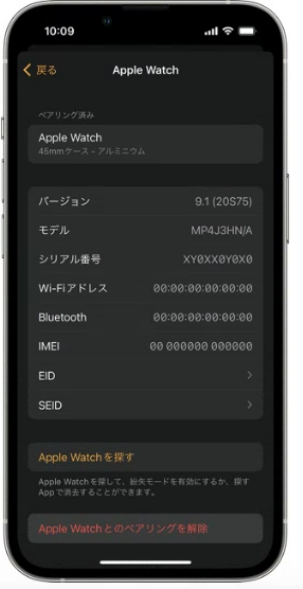 10:09
戻る
Apple Watch
ペアリング済み
Apple Watch
45mmケース - アルミニウム
バージョン 9.1 (20S75)
モデル MP4J3HN/A
シリアル番号 XY0XX0Y0X0
Wi-Fiアドレス 00:00:00:00:00:00
Bluetooth 00:00:00:00:00:00
IMEI 00 000000 000000
EID
SEID
Apple Watchを探す
Apple Watchを探して、紛失モードを有効にするか、探す
Appで消去することができます。
Apple Watchとのペアリングを解除